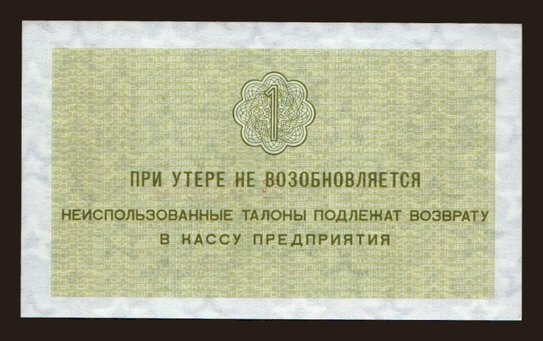 1
ПРИ УТЕРЕ НЕ ВОЗОБНОВЛЯЕТСЯ
НЕИСПОЛЬЗОВАННЫЕ ТАЛОНЫ ПОДЛЕЖАТ ВОЗВРАТУ
В КАССУ ПРЕДПРИЯТИЯ